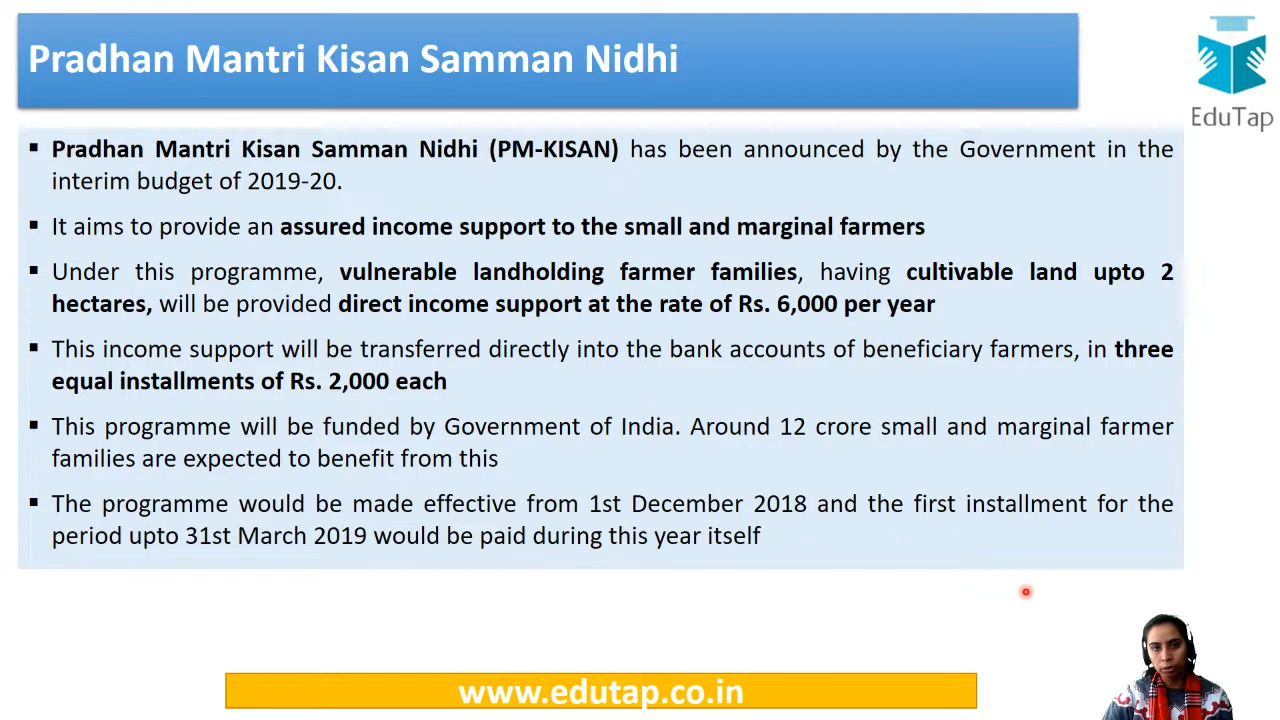 Pradhan Mantri Kisan Samman Nidhi
EduTap
▪ Pradhan Mantri Kisan Samman Nidhi (PM-KISAN) has been announced by the Government in the
interim budget of 2019-20.
▪ It aims to provide an assured income support to the small and marginal farmers
▪ Under this programme, vulnerable landholding farmer families, having cultivable land upto 2
hectares, will be provided direct income support at the rate of Rs. 6,000 per year
▪ This income support will be transferred directly into the bank accounts of beneficiary farmers, in three
equal installments of Rs. 2,000 each
▪ This programme will be funded by Government of India. Around 12 crore small and marginal farmer
families are expected to benefit from this
▪ The programme would be made effective from 1st December 2018 and the first installment for the
period upto 31st March 2019 would be paid during this year itself
www.edutap.co.in